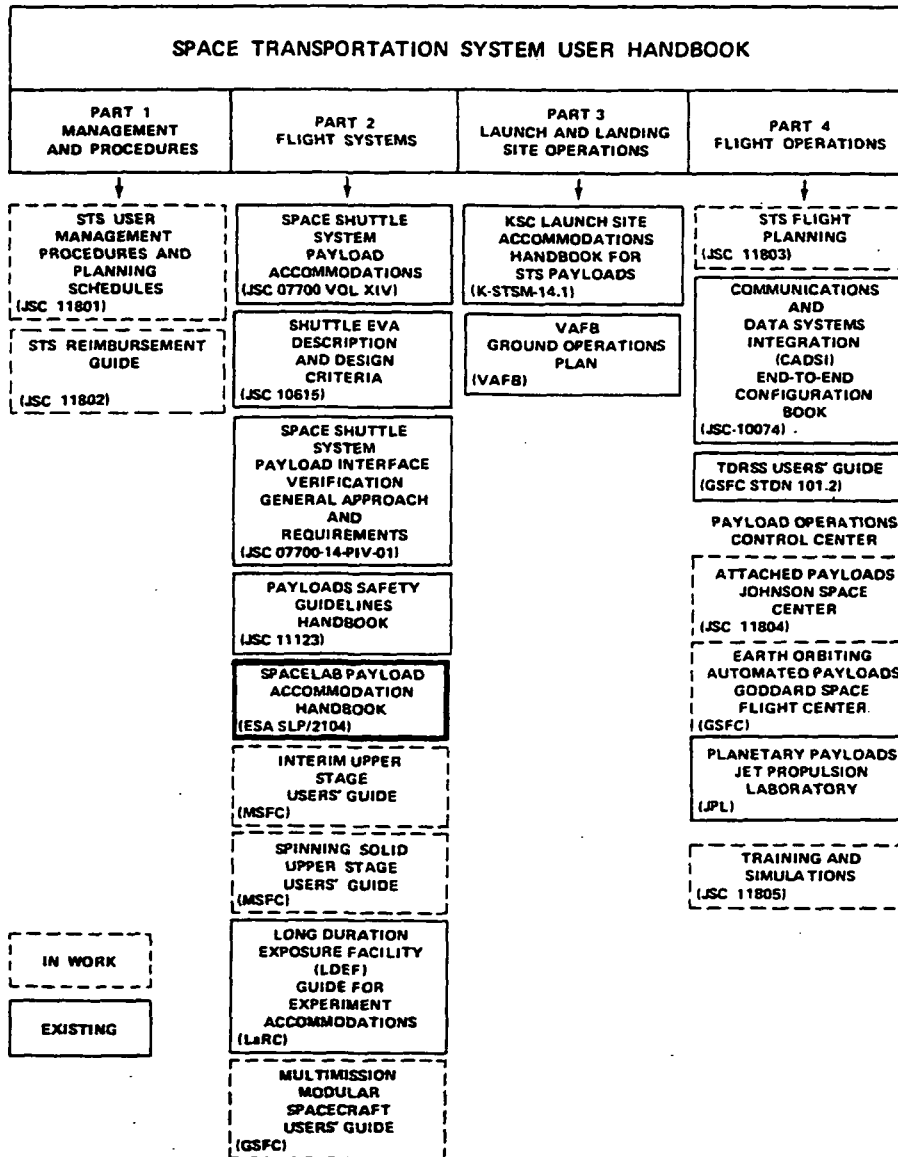 SPACE TRANSPORTATION SYSTEM USER HANDBOOK
PART 1
MANAGEMENT
AND PROCEDURES
PART 2
FLIGHT SYSTEMS
PART 3
LAUNCH AND LANDING
SITE OPERATIONS
PART 4
FLIGHT OPERATIONS
STS USER
MANAGEMENT
PROCEDURES AND
PLANNING
SCHEDULES
(JSC 11801)
STS REIMBURSEMENT
GUIDE
(JSC 11802)
SPACE SHUTTLE
SYSTEM
PAYLOAD
ACCOMMODATIONS
(JSC 07700 VOL XIV)
SHUTTLE EVA
DESCRIPTION
AND DESIGN
CRITERIA
(JSC 10615)
SPACE SHUTTLE
SYSTEM
PAYLOAD INTERFACE
VERIFICATION
GENERAL APPROACH
AND
REQUIREMENTS
(JSC 07700-14-PIV-01)
PAYLOADS SAFETY
GUIDELINES
HANDBOOK
(JSC 11123)
SPACELAB PAYLOAD
ACCOMMODATION
HANDBOOK
(ESA SLP/2104)
INTERIM UPPER
STAGE
USERS' GUIDE
(MSFC)
SPINNING SOLID
UPPER STAGE
USERS' GUIDE
(MSFC)
LONG DURATION
EXPOSURE FACILITY
(LDEF)
GUIDE FOR
EXPERIMENT
ACCOMMODATIONS
(LaRC)
MULTIMISSION
MODULAR
SPACECRAFT
USERS' GUIDE
(GSFC)
KSC LAUNCH SITE
ACCOMMODATIONS
HANDBOOK FOR
STS PAYLOADS
(K-STSM-14.1)
VAFB
GROUND OPERATIONS
PLAN
(VAFB)
STS FLIGHT
PLANNING
(JSC 11803)
COMMUNICATIONS
AND
DATA SYSTEMS
INTEGRATION
(CADSI)
END-TO-END
CONFIGURATION
BOOK
(JSC-10074)
TDRSS USERS' GUIDE
(GSFC STDN 101.2)
PAYLOAD OPERATIONS
CONTROL CENTER
ATTACHED PAYLOADS
JOHNSON SPACE
CENTER
(JSC 11804)
EARTH ORBITING
AUTOMATED PAYLOADS
GODDARD SPACE
FLIGHT CENTER
(GSFC)
PLANETARY PAYLOADS
JET PROPULSION
LABORATORY
(JPL)
TRAINING AND
SIMULATIONS
(JSC 11805)
IN WORK
EXISTING